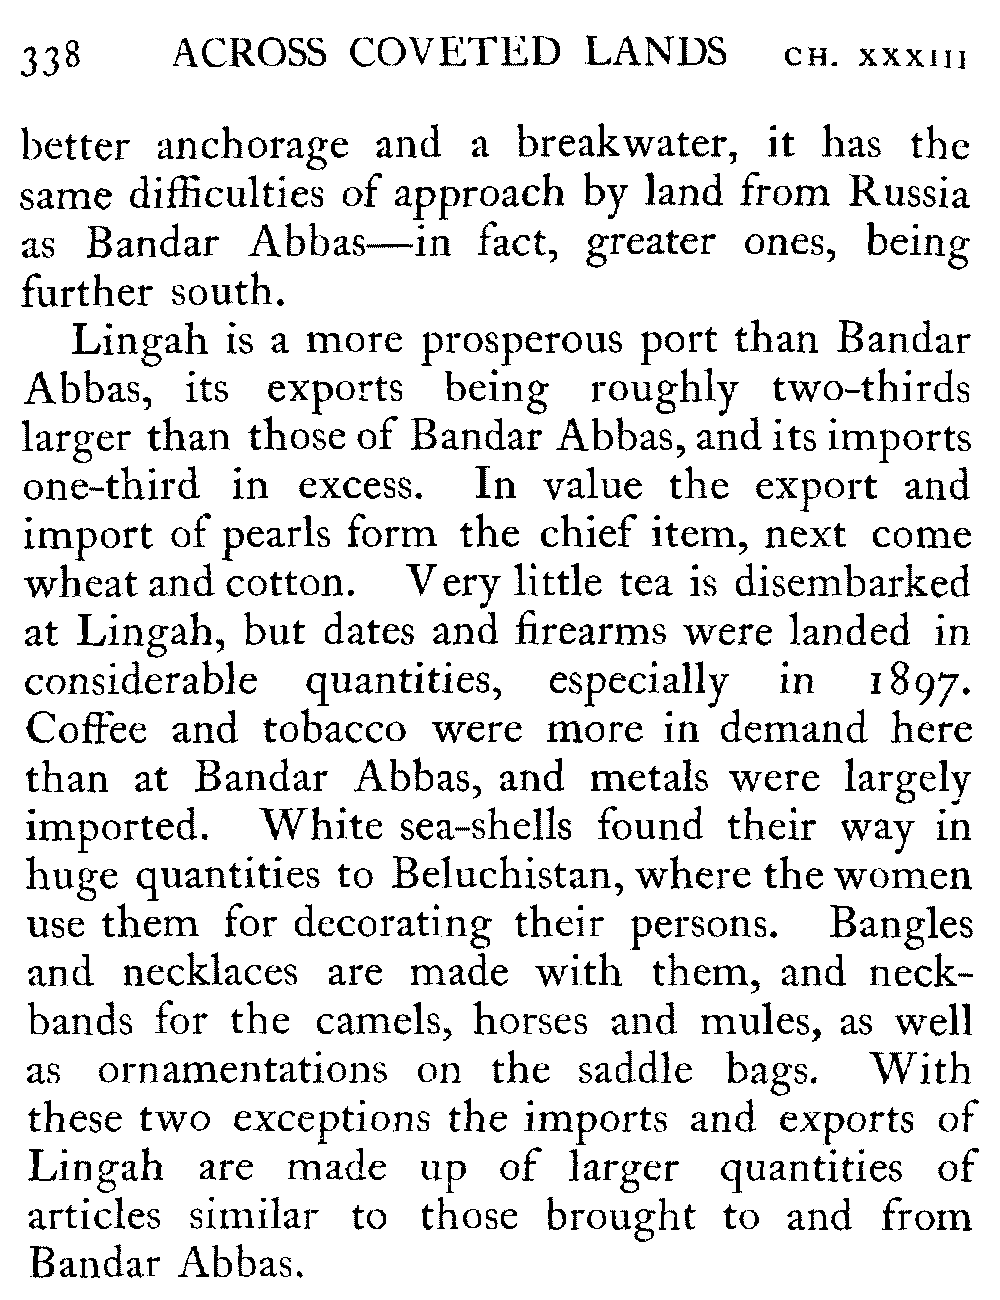 338 ACROSS COVETED LANDS CH. XXXIII
better anchorage and a breakwater, it has the
same difficulties of approach by land from Russia
as Bandar Abbas—in fact, greater ones, being
further south.
Lingah is a more prosperous port than Bandar
Abbas, its exports being roughly two-thirds
larger than those of Bandar Abbas, and its imports
one-third in excess. In value the export and
import of pearls form the chief item, next come
wheat and cotton. Very little tea is disembarked
at Lingah, but dates and firearms were landed in
considerable quantities, especially in 1897.
Coffee and tobacco were more in demand here
than at Bandar Abbas, and metals were largely
imported. White sea-shells found their way in
huge quantities to Beluchistan, where the women
use them for decorating their persons. Bangles
and necklaces are made with them, and neck-
bands for the camels, horses and mules, as well
as ornamentations on the saddle bags. With
these two exceptions the imports and exports of
Lingah are made up of larger quantities of
articles similar to those brought to and from
Bandar Abbas.